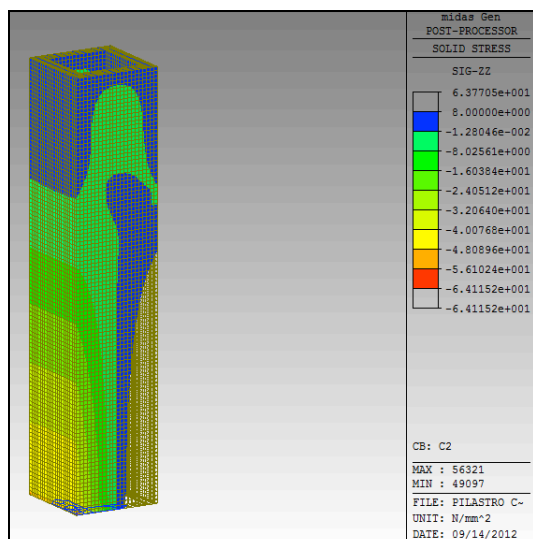 midas Gen
POST-PROCESSOR
SOLID STRESS
SIG-ZZ
6.37705e+001
8.00000e+000
-1.28046e-002
-8.02561e+000
-1.60384e+001
-2.40512e+001
-3.20640e+001
-4.00768e+001
-4.80896e+001
-5.61024e+001
-6.41152e+001
-6.41152e+001
CB: C2
MAX : 56321
MIN : 49097
FILE: PILASTRO C~
UNIT: N/mm^2
DATE: 09/14/2012